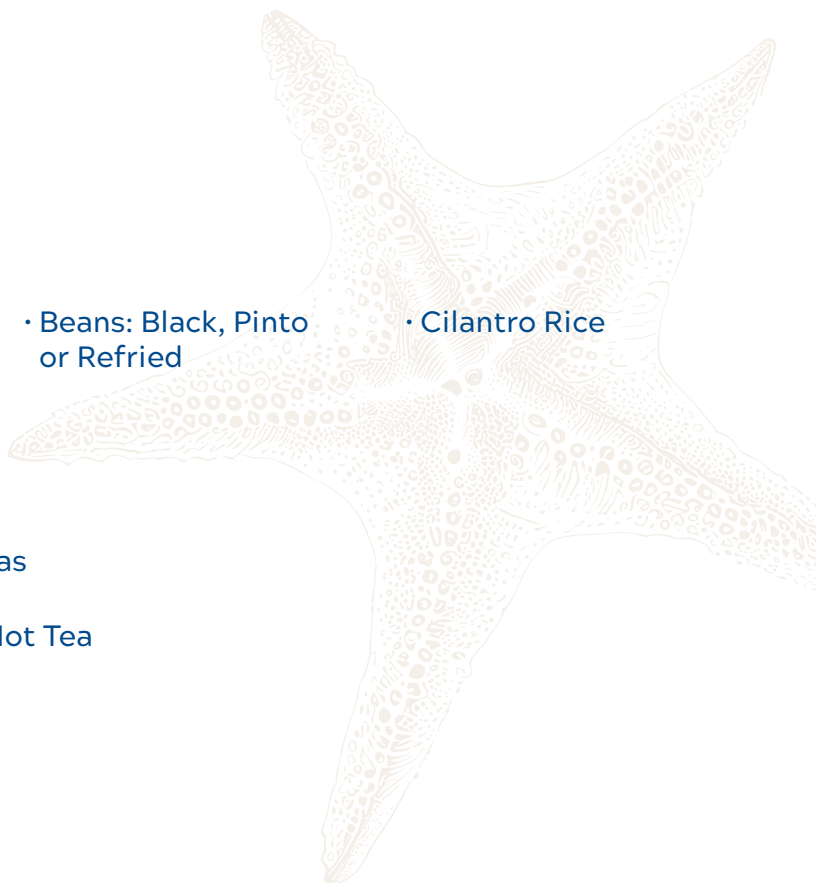 · Beans: Black, Pinto
or Refried
· Cilantro Rice
as
Hot Tea